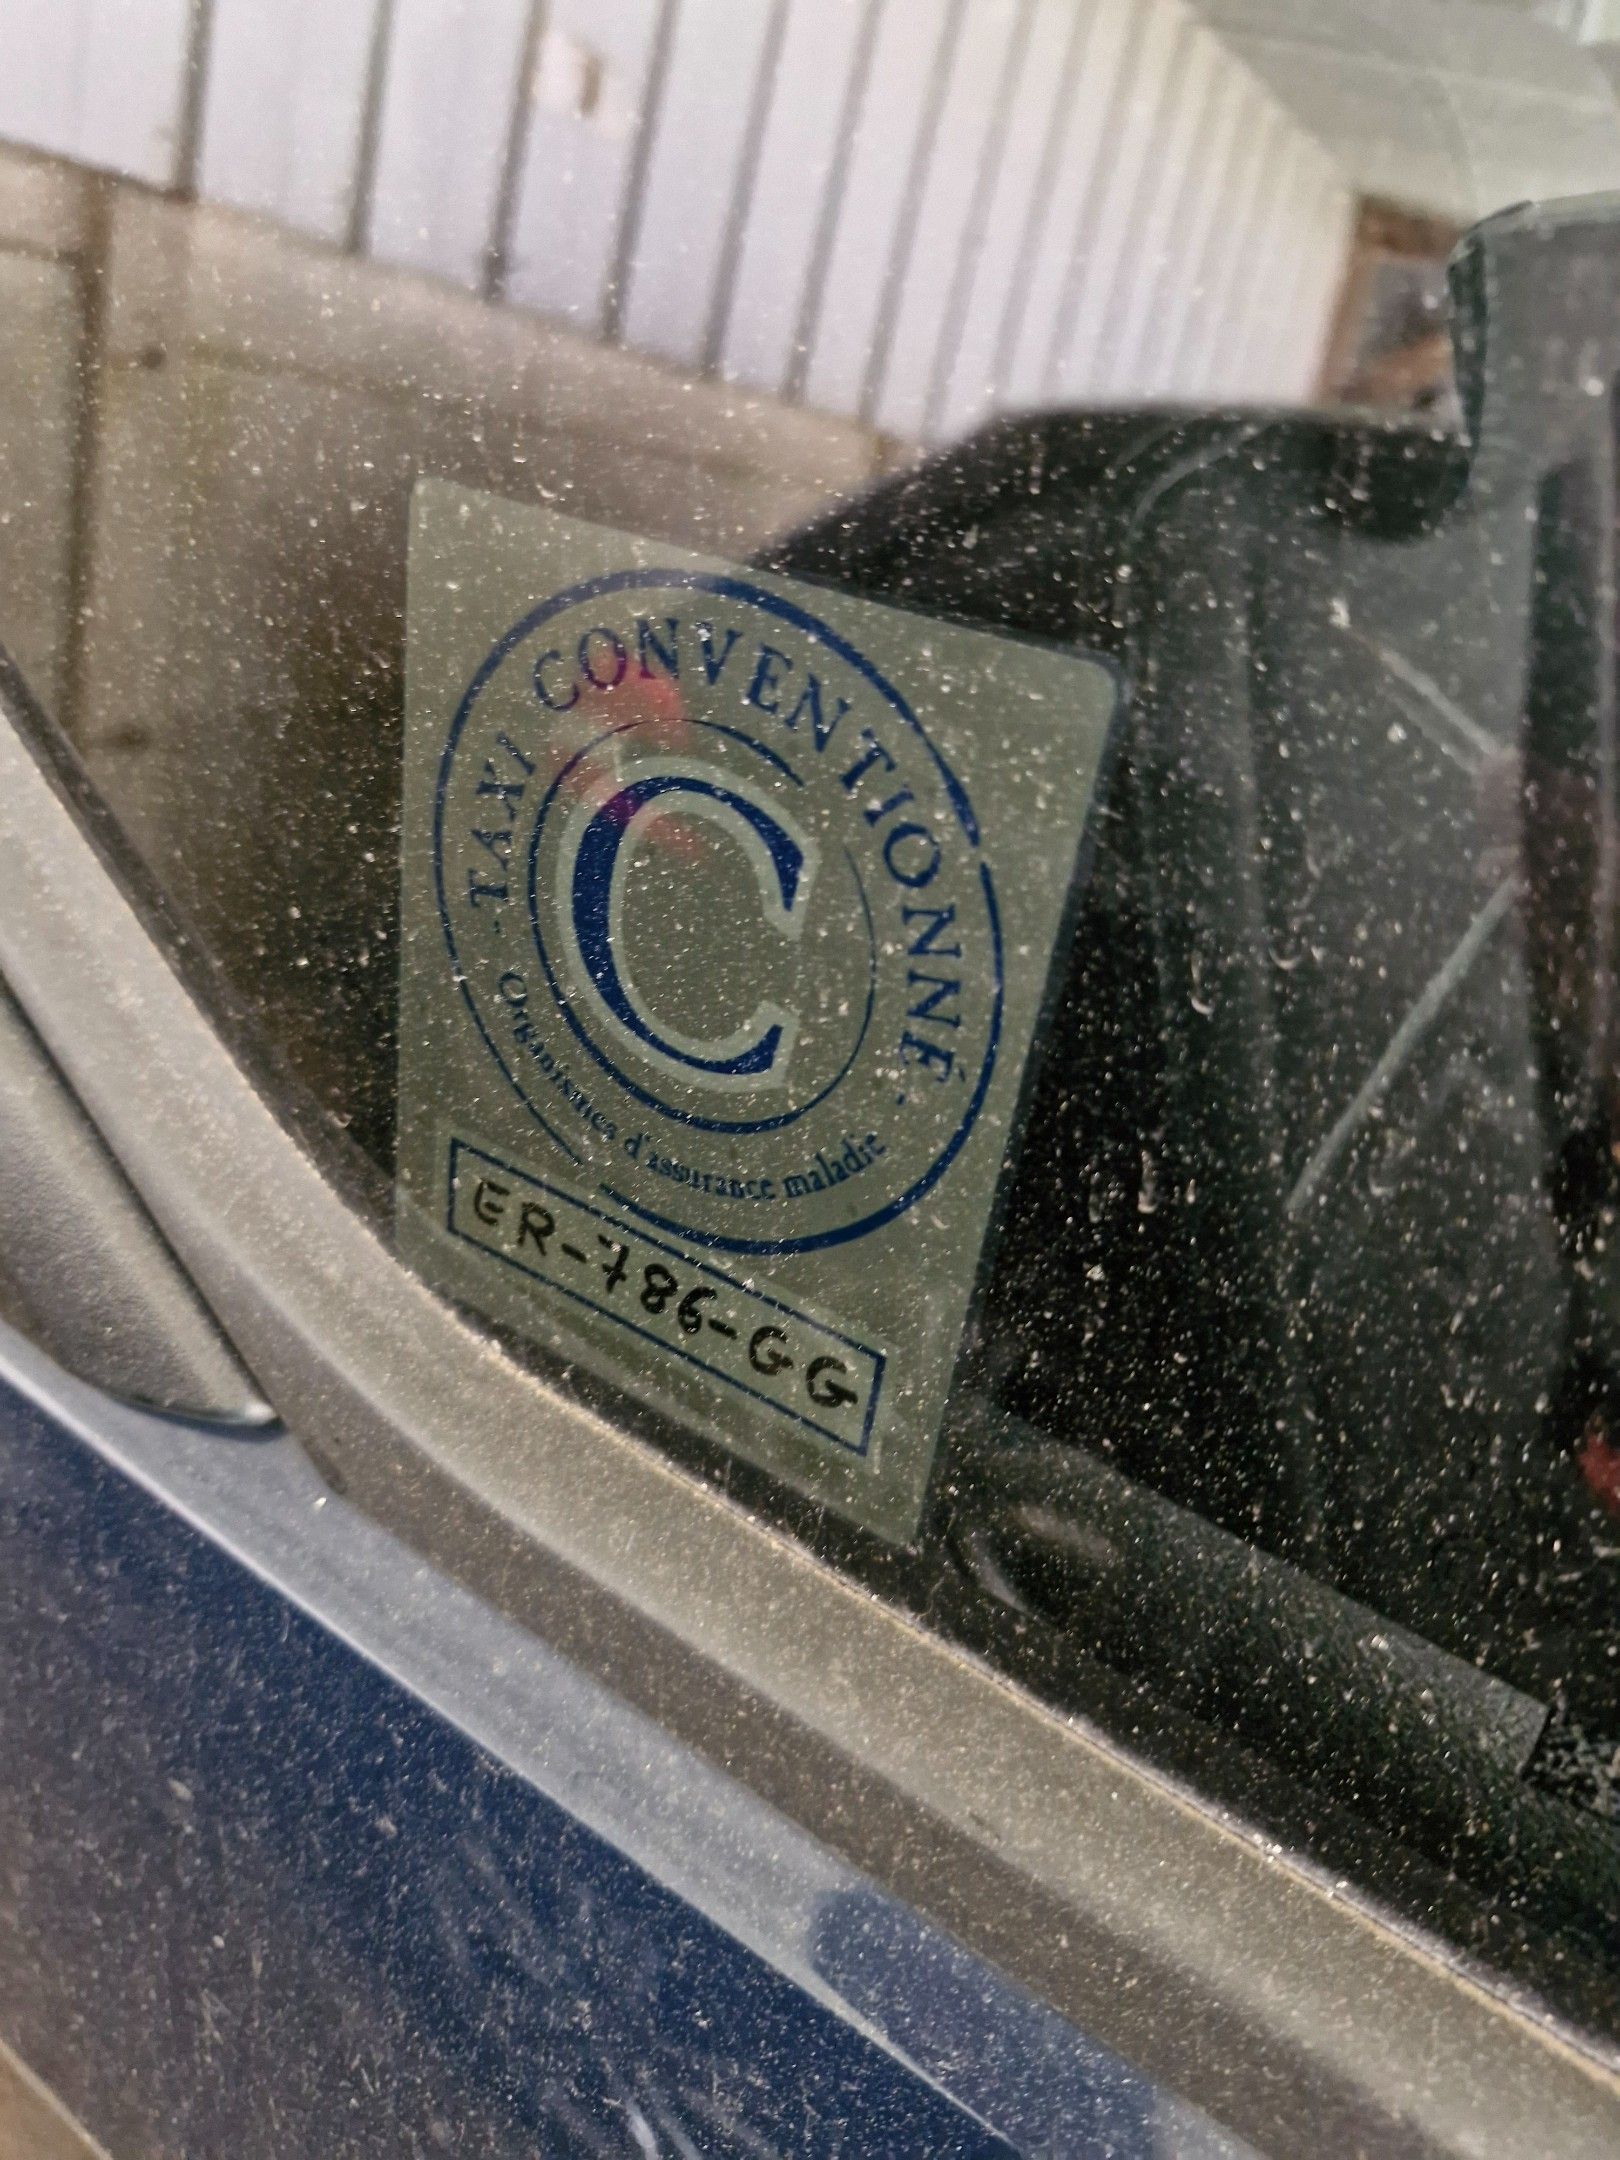 -TAXI CONVENTIONNÉ-
C
Organismes d'assurance maladie
ER-786-GG